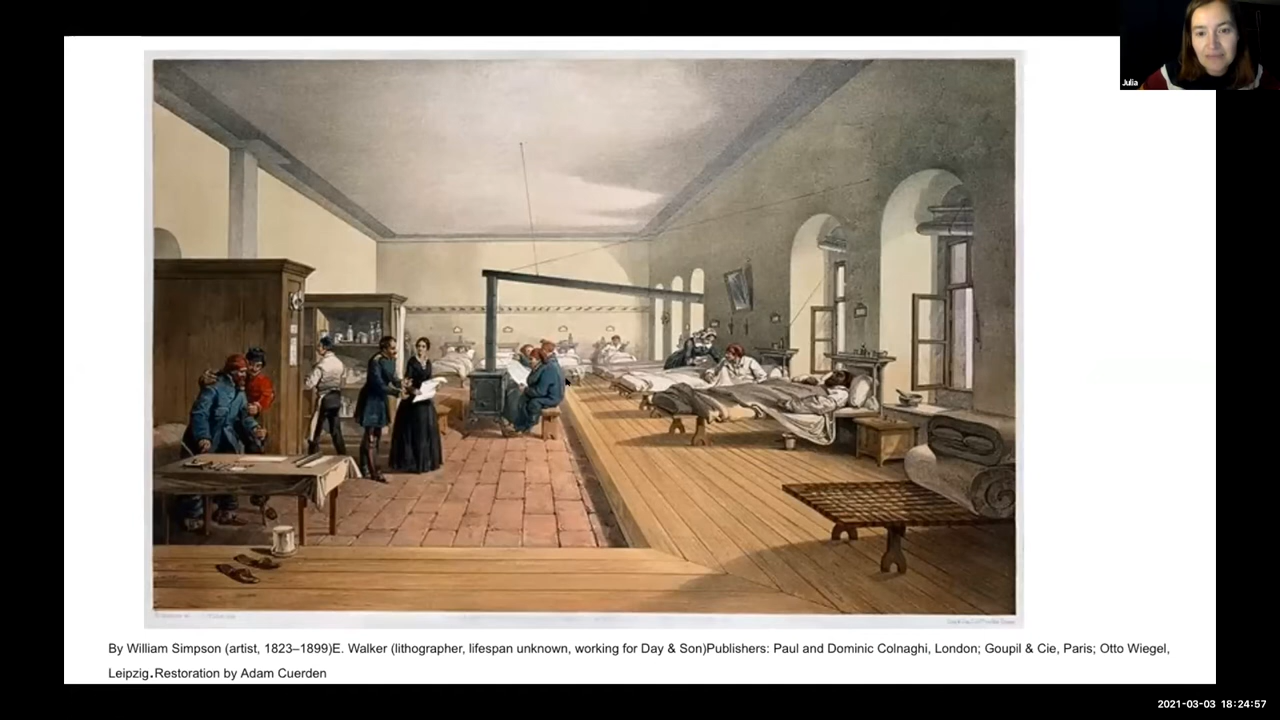 Julia
By William Simpson (artist, 1823–1899)E. Walker (lithographer, lifespan unknown, working for Day & Son)Publishers: Paul and Dominic Colnaghi, London; Goupil & Cie, Paris; Otto Wiegel,
Leipzig.Restoration by Adam Cuerden
2021-03-03 18:24:57